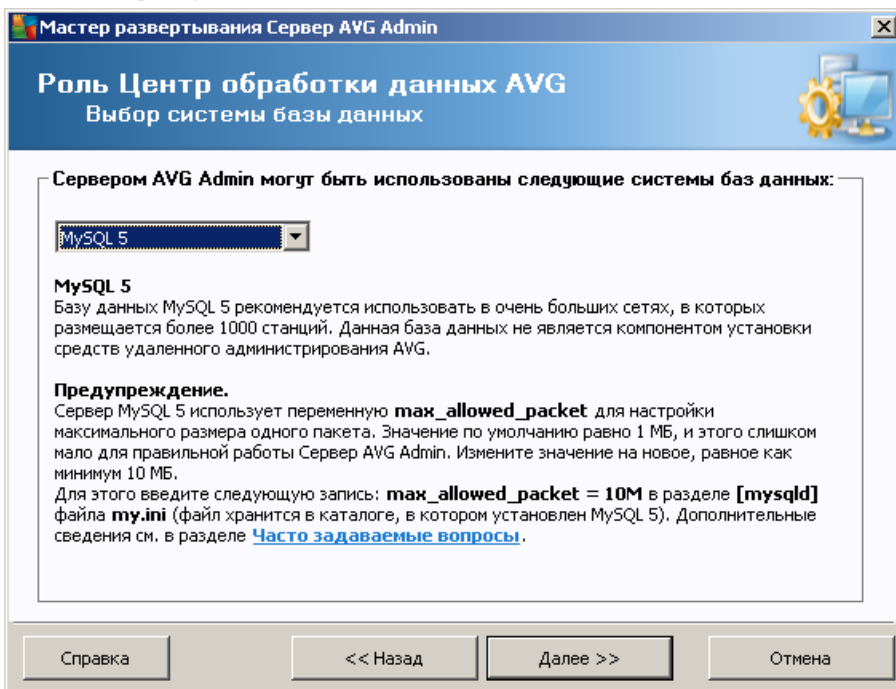 Мастер развертывания Сервер AVG Admin
Роль Центр обработки данных AVG
Выбор системы базы данных
Сервером AVG Admin могут быть использованы следующие системы баз данных:
MySQL 5
MySQL 5
Базу данных MySQL 5 рекомендуется использовать в очень больших сетях, в которых
размещается более 1000 станций. Данная база данных не является компонентом установки
средств удаленного администрирования AVG.
Предупреждение.
Сервер MySQL 5 использует переменную max_allowed_packet для настройки
максимального размера одного пакета. Значение по умолчанию равно 1 МБ, и этого слишком
мало для правильной работы Сервер AVG Admin. Измените значение на новое, равное как
минимум 10 МБ.
Для этого введите следующую запись: max_allowed_packet = 10M в разделе [mysqld]
файла my.ini (файл хранится в каталоге, в котором установлен MySQL 5). Дополнительные
сведения см. в разделе Часто задаваемые вопросы.
Справка
<< Назад
Далее >>
Отмена